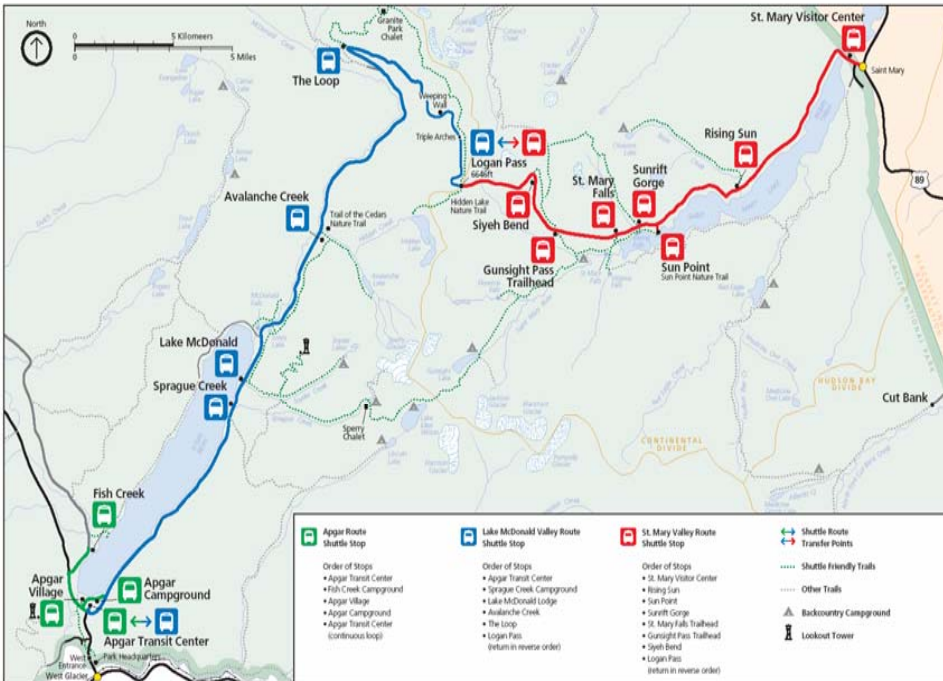 North
0 5 Kilomeers
0 5 Miles
Granite
Park
Chalet
The Loop
Weeping
Wall
Triple Arches
Logan Pass
6646ft
Hidden Lake
Nature Trail
Siyeh Bend
Gunsight Pass
Trailhead
St. Mary
Falls
Sunrift
Gorge
Sun Point
Sun Point Nature Trail
Rising Sun
St. Mary Visitor Center
Saint Mary
89
Avalanche Creek
Trail of the Cedars
Nature Trail
Lake McDonald
Sprague Creek
Sperry
Chalet
HUDSON BAY
DIVIDE
CONTINENTAL
DIVIDE
Cut Bank
Fish Creek
Apgar
Village
Apgar
Campground
Apgar Transit Center
Park Headquarters
West
Entrance
West Glacier
Apgar Route
Shuttle Stop
Order of Stops
• Apgar Transit Center
• Fish Creek Campground
• Apgar Village
• Apgar Campground
• Apgar Transit Center
(continuous loop)
Lake McDonald Valley Route
Shuttle Stop
Order of Stops
• Apgar Transit Center
• Sprague Creek Campground
• Lake McDonald Lodge
• Avalanche Creek
• The Loop
• Logan Pass
(return in reverse order)
St. Mary Valley Route
Shuttle Stop
Order of Stops
• St. Mary Visitor Center
• Rising Sun
• Sun Point
• Sunrift Gorge
• St. Mary Falls Trailhead
• Gunsight Pass Trailhead
• Siyeh Bend
• Logan Pass
(return in reverse order)
Shuttle Route
Transfer Points
Shuttle Friendly Trails
Other Trails
Backcountry Campground
Lookout Tower